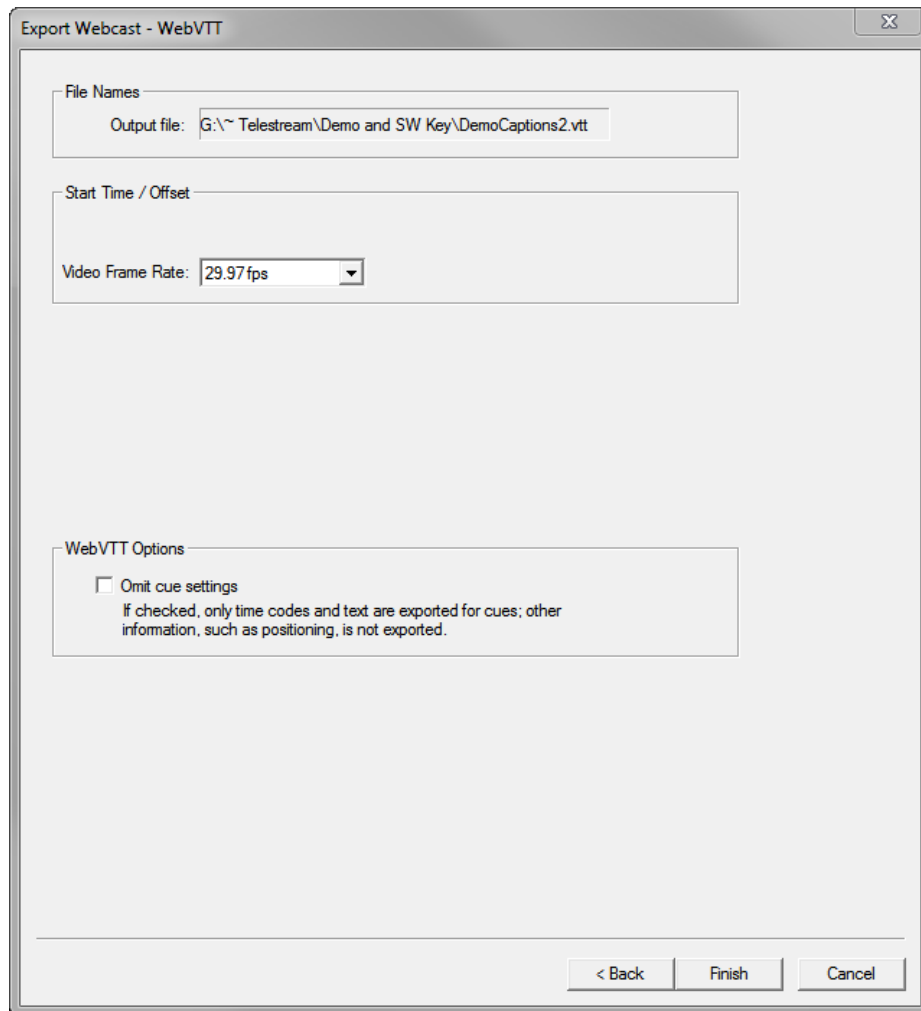 Export Webcast - WebVTT
File Names
Output file: G:\~ Telestream\Demo and SW Key\DemoCaptions2.vtt
Start Time / Offset
Video Frame Rate: 29.97fps
WebVTT Options
Omit cue settings
If checked, only time codes and text are exported for cues; other
information, such as positioning, is not exported.
< Back Finish Cancel